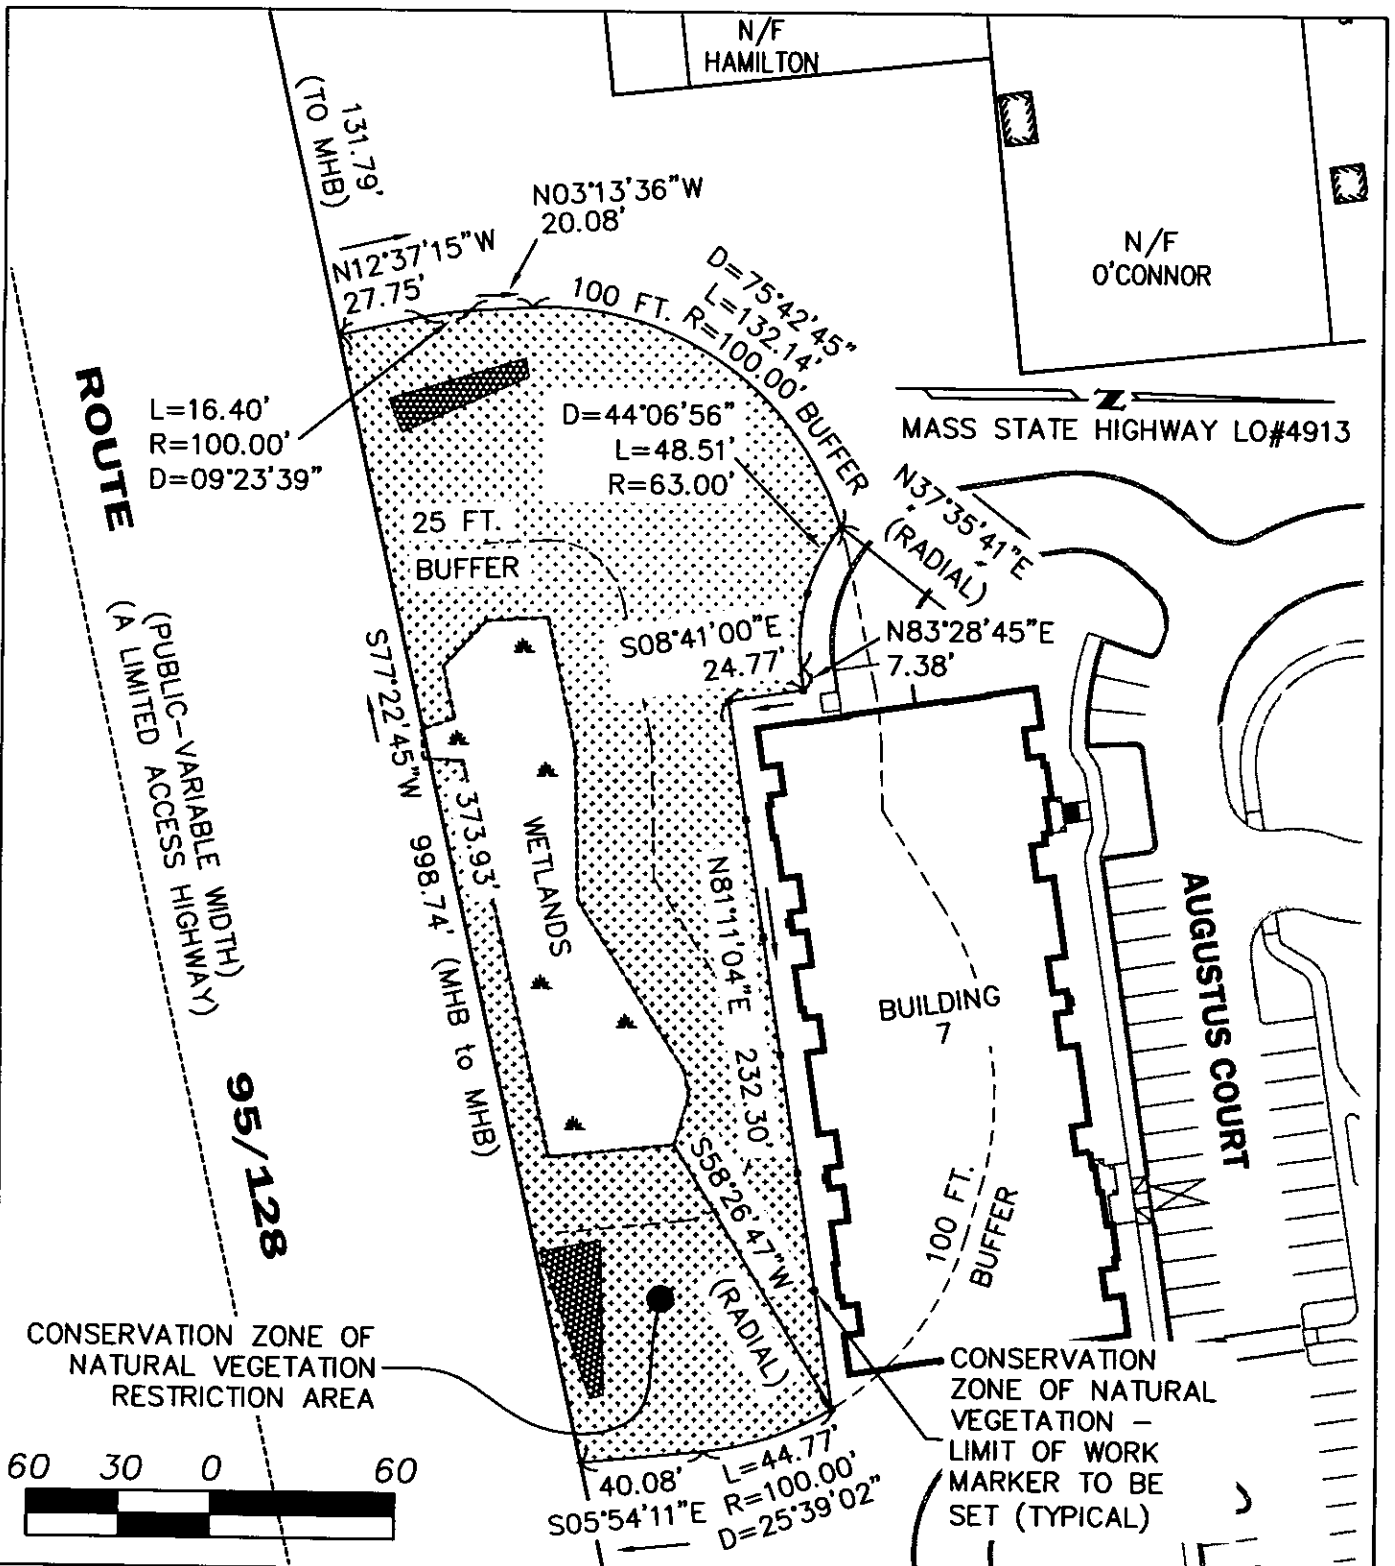 N/F
HAMILTON
131.79'
(TO MHB)
N03°13'36"W
20.08'
N12°37'15"W
27.75'
N/F
O'CONNOR
D=75°42'45"
L=132.14'
R=100.00'
100 FT. BUFFER
ROUTE
L=16.40'
R=100.00'
D=09°23'39"
D=44°06'56"
L=48.51'
R=63.00'
Z
MASS STATE HIGHWAY LO#4913
N37°35'41"E
(RADIAL)
25 FT.
BUFFER
S08°41'00"E
24.77'
N83°28'45"E
7.38'
(PUBLIC-VARIABLE WIDTH)
(A LIMITED ACCESS HIGHWAY)
S77°22'45"W 998.74' (MHB to MHB)
373.93'
WETLANDS
N81°11'04"E 232.30'
BUILDING
7
AUGUSTUS COURT
95/128
S58°26'47"W
(RADIAL)
100 FT.
BUFFER
CONSERVATION ZONE OF
NATURAL VEGETATION
RESTRICTION AREA
CONSERVATION
ZONE OF NATURAL
VEGETATION -
LIMIT OF WORK
MARKER TO BE
SET (TYPICAL)
60 30 0 60
40.08'
S05°54'11"E
L=44.77'
R=100.00'
D=25°39'02"